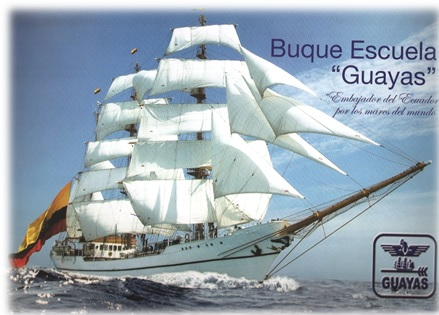 Buque Escuela
"Guayas"
"Embajador del Ecuador
por los mares del mundo"
GUAYAS